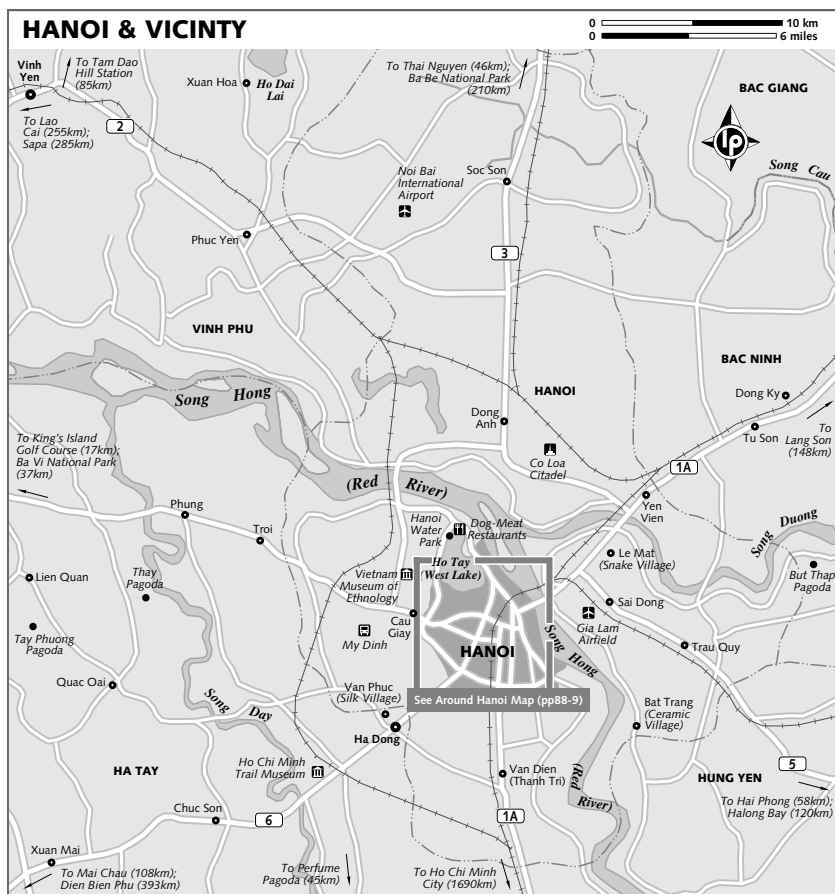 HANOI & VICINTY
0 10 km
0 6 miles
Vinh
Yen
To Tam Dao
Hill Station
(85km)
Xuan Hoa
Ho Dai
Lai
To Thai Nguyen (46km);
Ba Be National Park
(210km)
BAC GIANG
lp
To Lao
Cai (255km);
Sapa (285km)
2
Noi Bai
International
Airport
Soc Son
Song Cau
Phuc Yen
3
VINH PHU
BAC NINH
HANOI
Song Hong
Dong Ky
Dong
Anh
Tu Son
To
Lang Son
(148km)
To King's Island
Golf Course (17km);
Ba Vi National Park
(37km)
Co Loa
Citadel
1A
(Red River)
Yen
Vien
Phung
Hanoi
Water
Park
Dog-Meat
Restaurants
Song Duong
Troi
Le Mat
(Snake Village)
Ho Tay
(West Lake)
Lien Quan
Thay
Pagoda
Vietnam
Museum of
Ethnology
But Thap
Pagoda
Sai Dong
Cau
Giay
Gia Lam
Airfield
Tay Phuong
Pagoda
My Dinh
HANOI
Song Hong
Trau Quy
Quac Oai
Van Phuc
(Silk Village)
See Around Hanoi Map (pp88-9)
Bat Trang
(Ceramic
Village)
Song Day
Ha Dong
HA TAY
Ho Chi Minh
Trail Museum
Van Dien
(Thanh Tri)
(Red
River)
5
HUNG YEN
To Hai Phong (58km);
Halong Bay (120km)
Chuc Son
6
1A
Xuan Mai
To Mai Chau (108km);
Dien Bien Phu (393km)
To Perfume
Pagoda (45km)
To Ho Chi Minh
City (1690km)